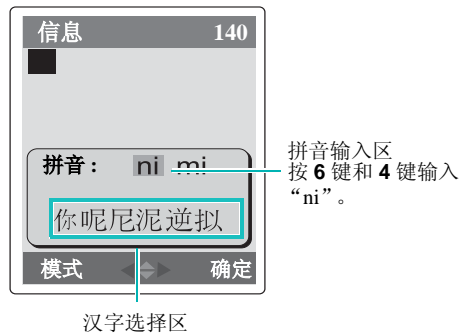 信息 140
拼音： ni mi
你呢尼泥逆拟
模式 确定
拼音输入区
按 6 键和 4 键输入
“ni”。
汉字选择区